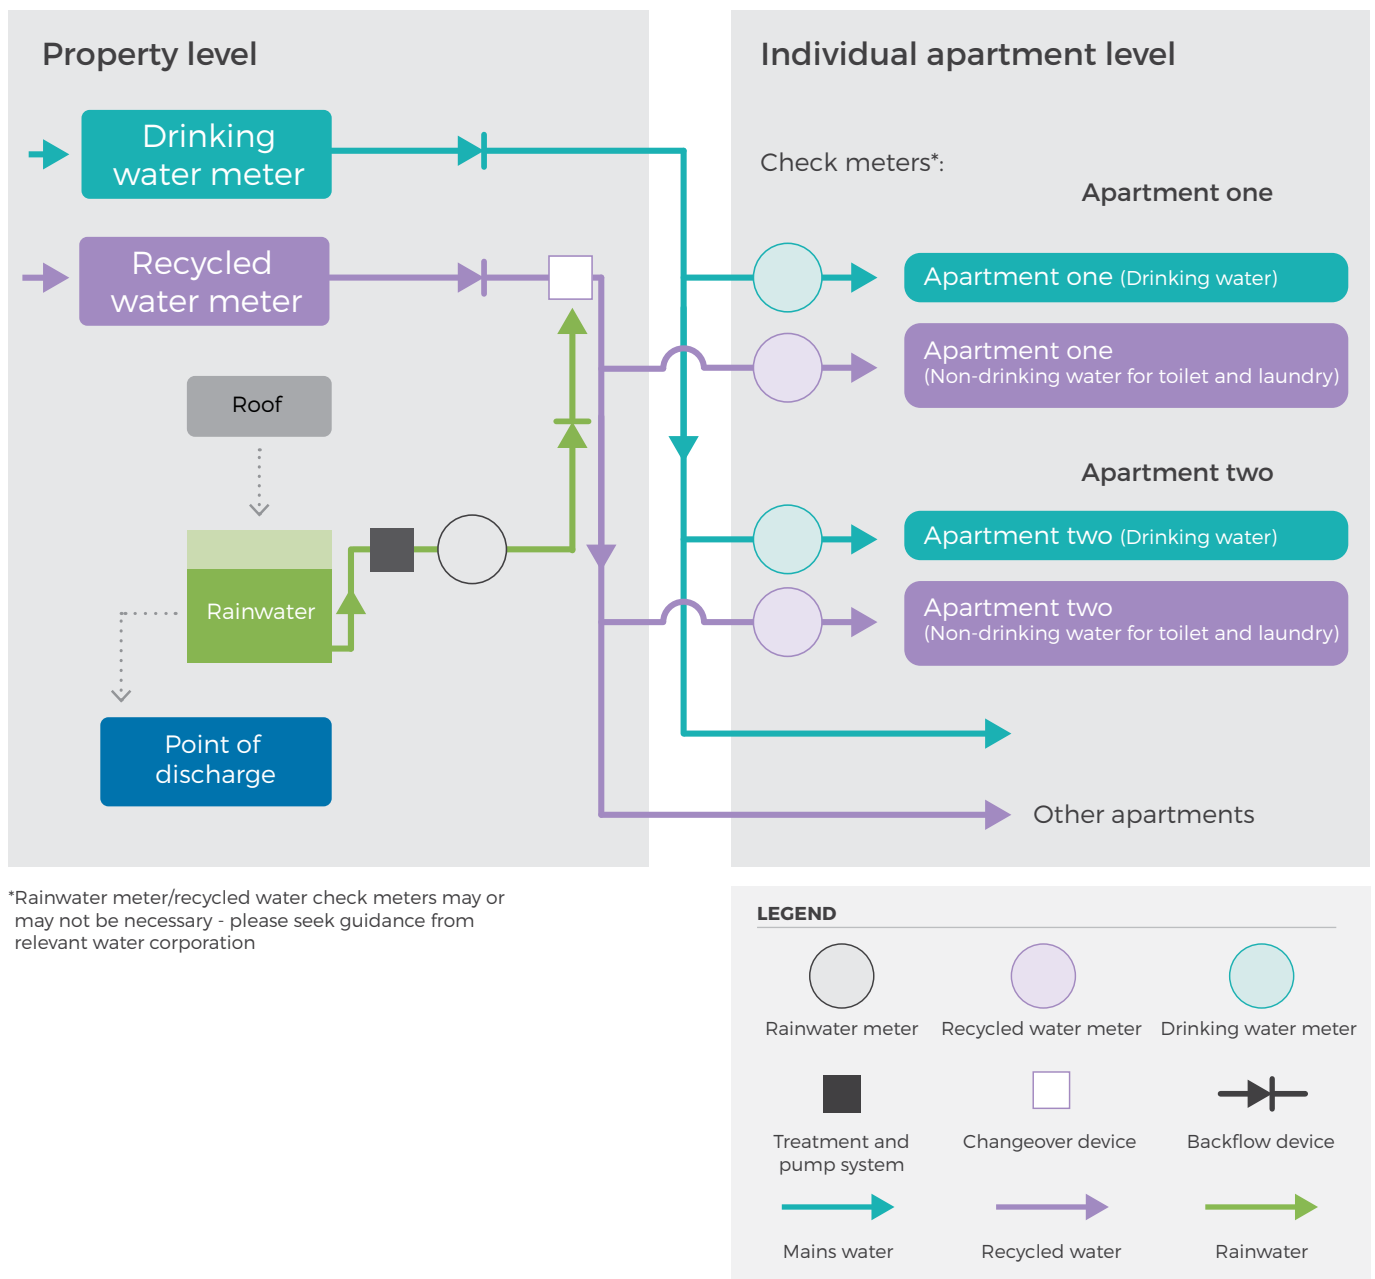 Property level
Drinking
water meter
Recycled
water meter
Roof
Rainwater
Point of
discharge
Individual apartment level
Check meters*:
Apartment one
Apartment one (Drinking water)
Apartment one
(Non-drinking water for toilet and laundry)
Apartment two
Apartment two (Drinking water)
Apartment two
(Non-drinking water for toilet and laundry)
Other apartments
*Rainwater meter/recycled water check meters may or
may not be necessary - please seek guidance from
relevant water corporation
LEGEND
Rainwater meter
Recycled water meter
Drinking water meter
Treatment and
pump system
Changeover device
Backflow device
Mains water
Recycled water
Rainwater